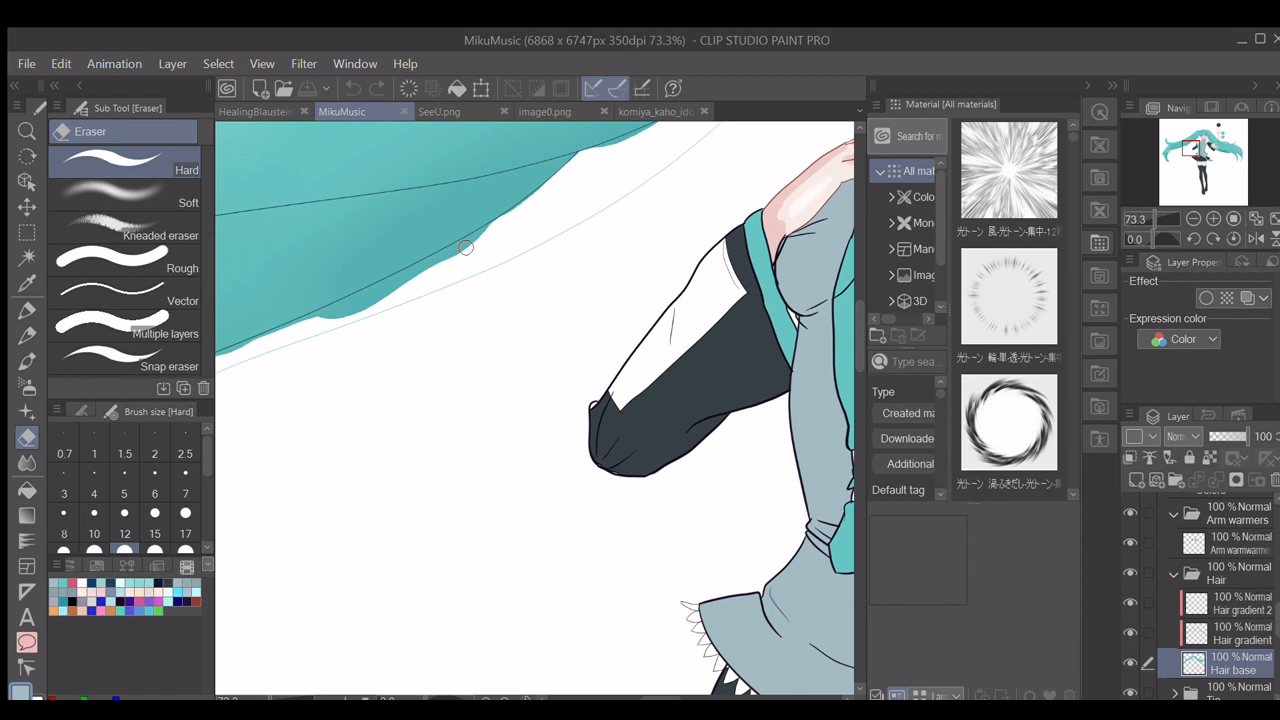 MikuMusic (6868 x 6747px 350dpi 73.3%) - CLIP STUDIO PAINT PRO
File Edit Animation Layer Select View Filter Window Help
Sub Tool [Eraser]
Eraser
Hard
Soft
Kneaded eraser
Rough
Vector
Multiple layers
Snap eraser
Brush size [Hard]
0.7 1 1.5 2 2.5
3 4 5 6 7
8 10 12 15 17
HealingBlaustein MikuMusic SeeU.png image0.png komiya_kaho_ido
Material [All materials]
Search for m
All mat
Colo
Mon
Man
Imag
3D
Type sea...
Type
Created ma
Downloade
Additional
Default tag
Navig
73.3
0.0
Layer Proper
Effect
Expression color
Color
Layer
Norm 100
100 % Normal
Arm warmers
100 % Normal
100 % Normal
Hair
100 % Normal
Hair gradient 2
100 % Normal
Hair gradient
100 % Normal
Hair base
100 % Normal